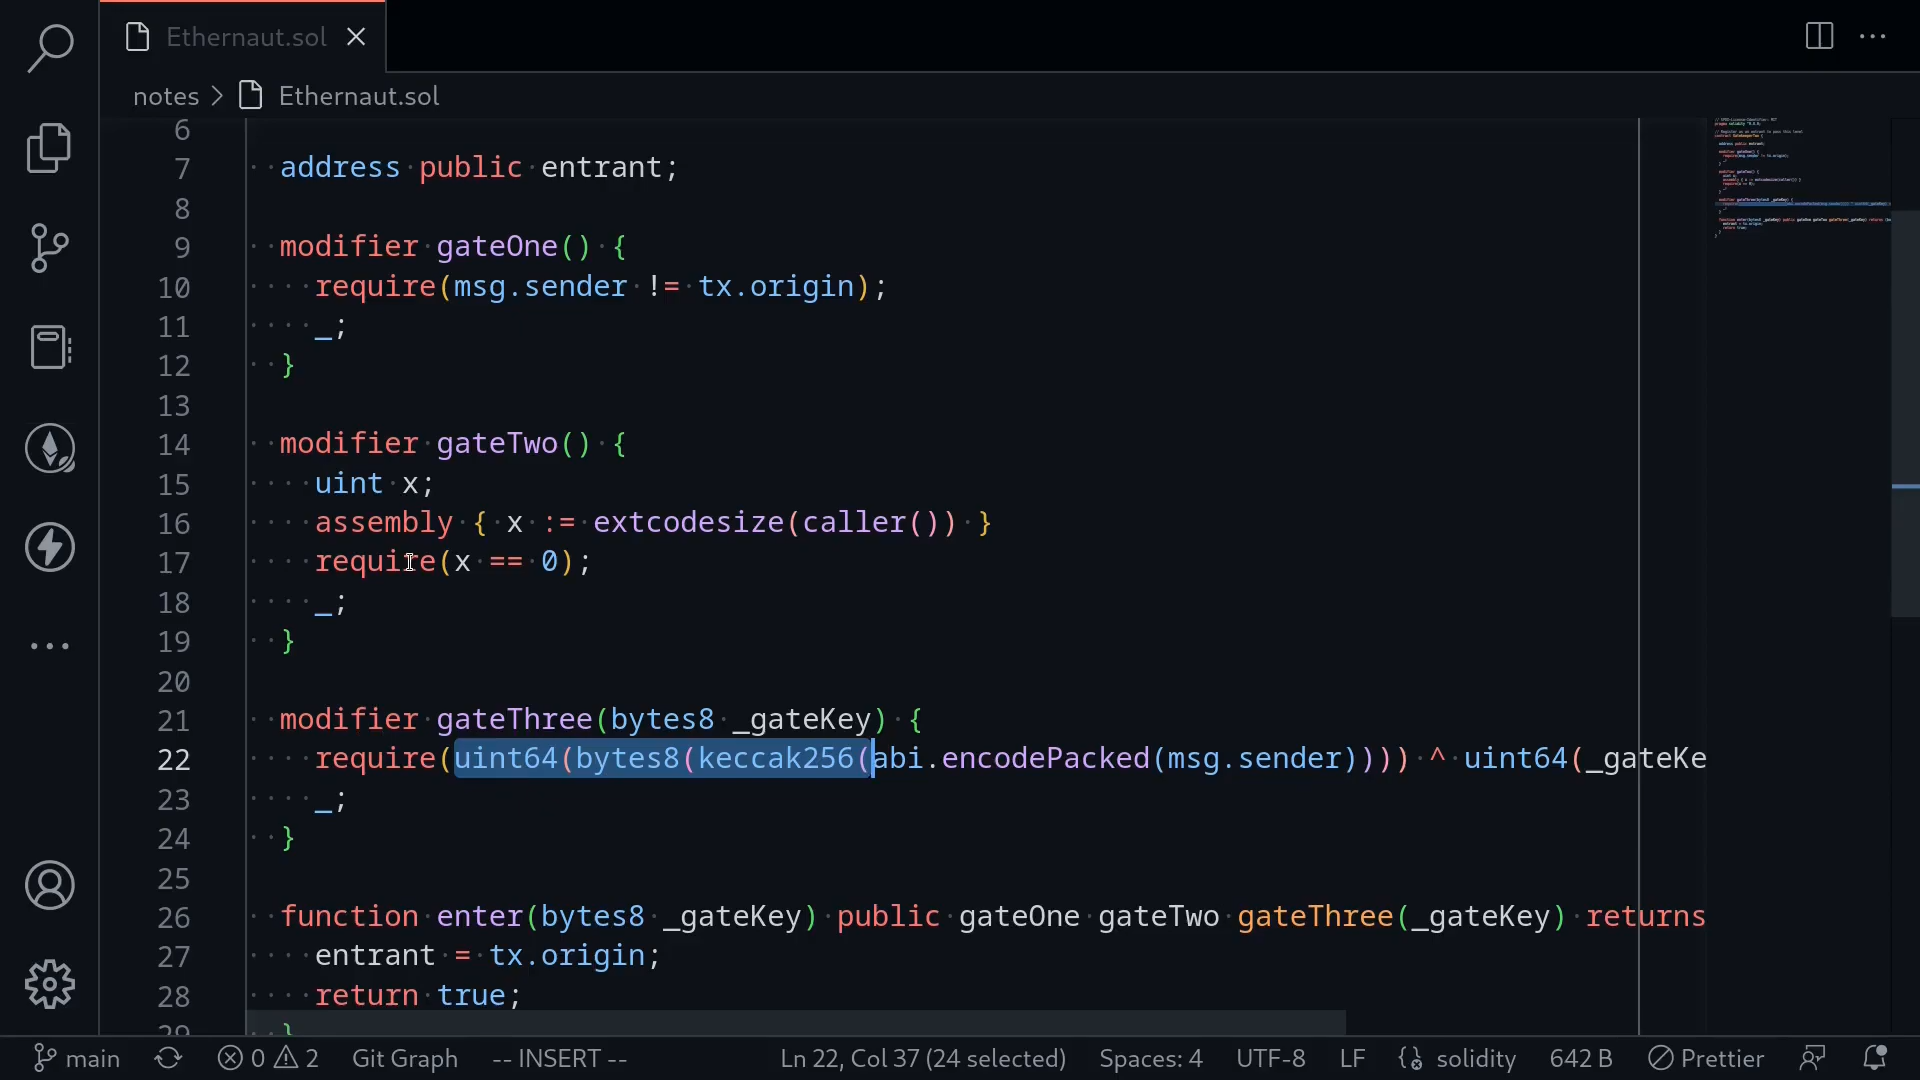 Ethernaut.sol
notes > Ethernaut.sol
6
7 address public entrant;
8
9 modifier gateOne() {
10 require(msg.sender != tx.origin);
11 _;
12 }
13
14 modifier gateTwo() {
15 uint x;
16 assembly { x := extcodesize(caller()) }
17 require(x == 0);
18 _;
19 }
20
21 modifier gateThree(bytes8 _gateKey) {
22 require(uint64(bytes8(keccak256(abi.encodePacked(msg.sender)))) ^ uint64(_gateKe
23 _;
24 }
25
26 function enter(bytes8 _gateKey) public gateOne gateTwo gateThree(_gateKey) returns
27 entrant = tx.origin;
28 return true;
29 }
main 0 2 Git Graph -- INSERT -- Ln 22, Col 37 (24 selected) Spaces: 4 UTF-8 LF solidity 642 B Prettier